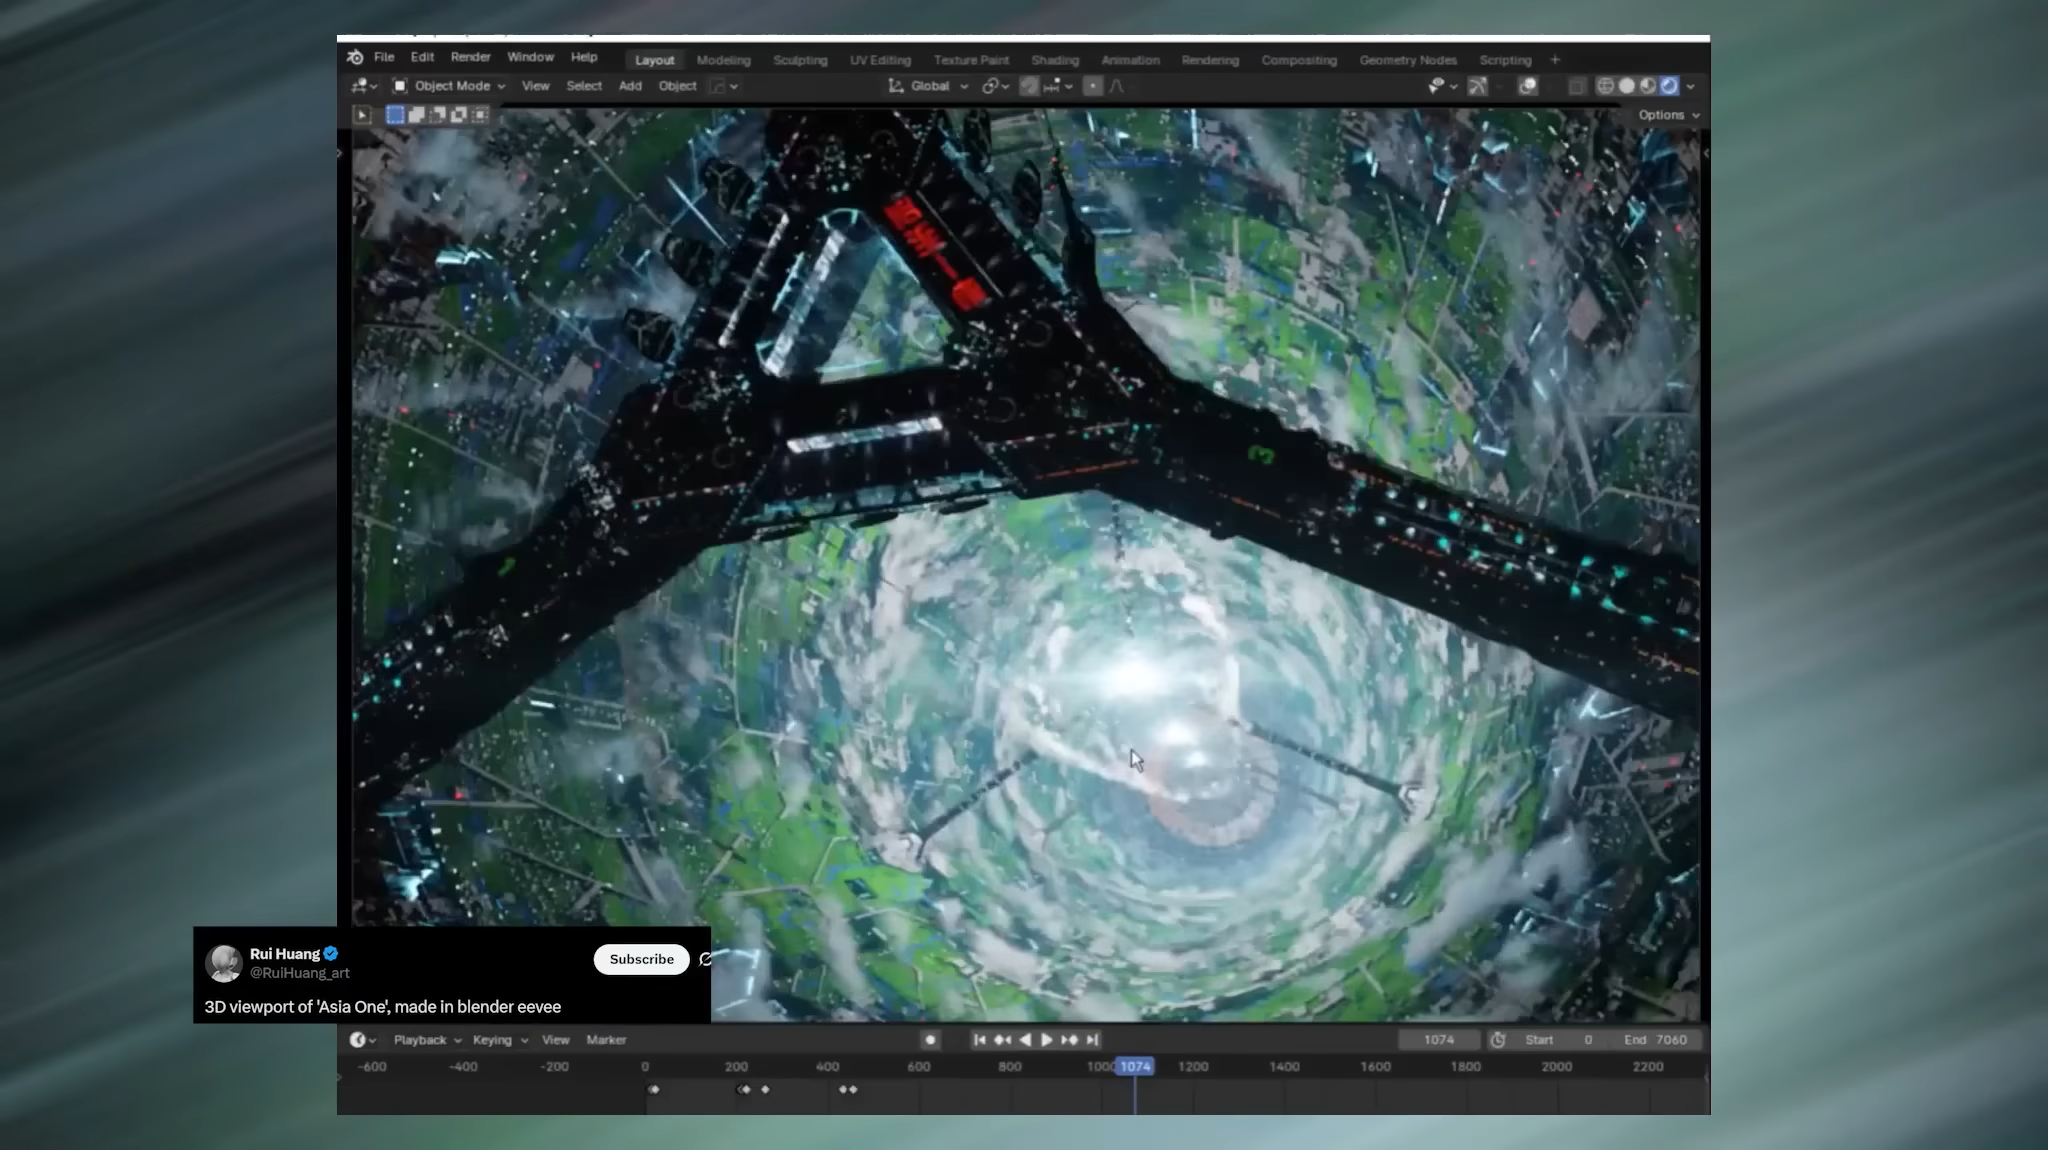 File Edit Render Window Help Layout Modeling Sculpting UV Editing Texture Paint Shading Animation Rendering Compositing Geometry Nodes Scripting +
Object Mode View Select Add Object Global
Options
3
Rui Huang
@RuiHuang_art
Subscribe
3D viewport of 'Asia One', made in blender eevee
Playback Keying View Marker 1074 Start 0 End 7060
-600 -400 -200 0 200 400 600 800 1000 1074 1200 1400 1600 1800 2000 2200